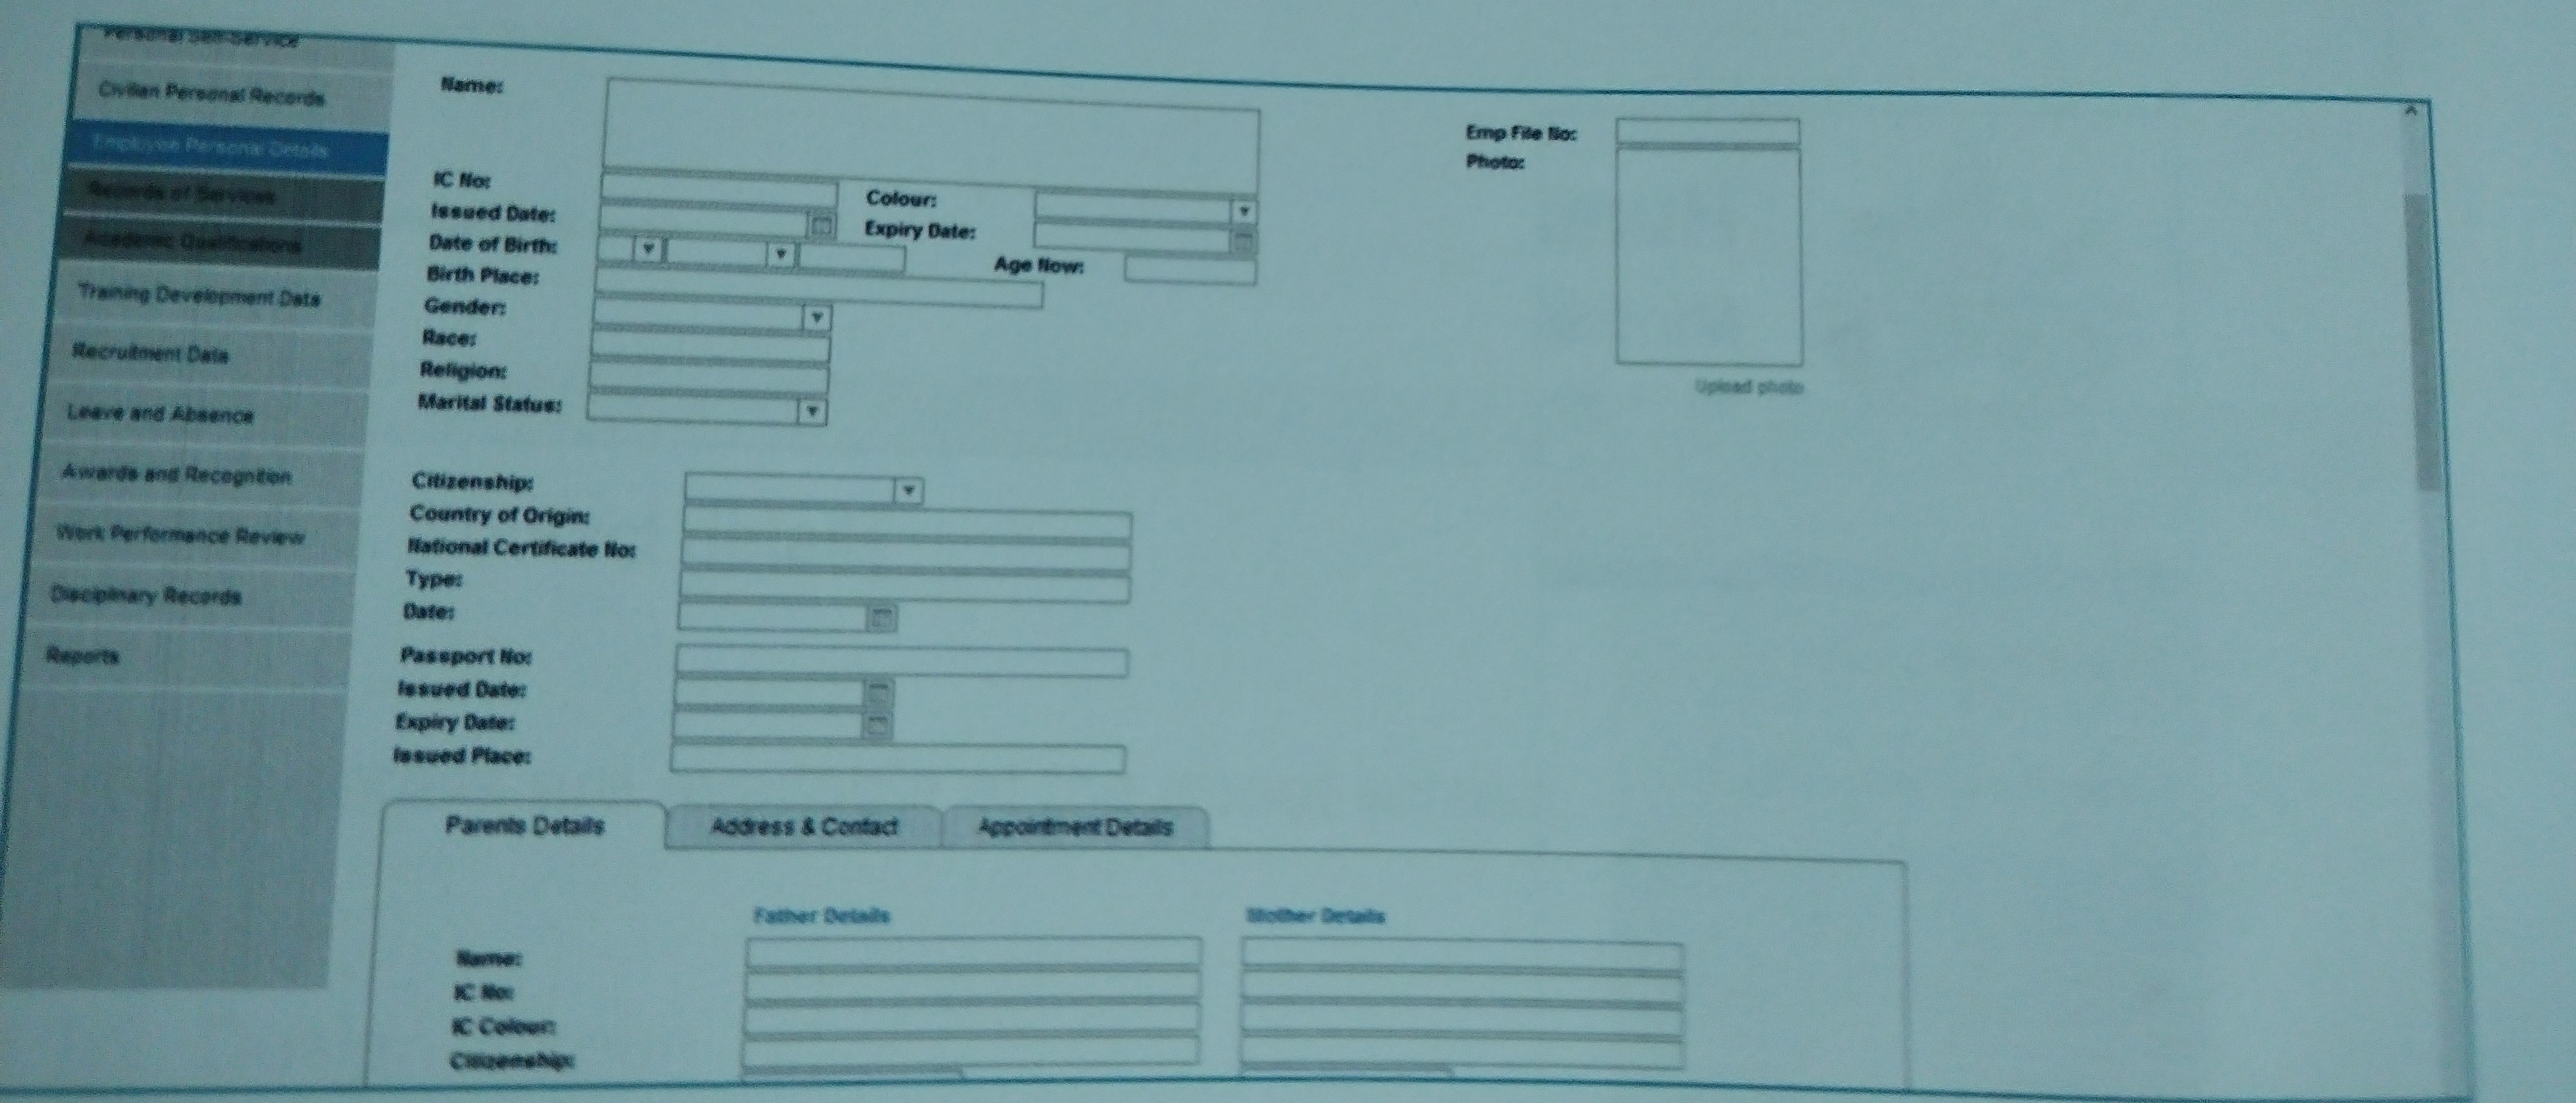 Personal Self-Service
Civilian Personal Records
Employee Personal Details
Records of Services
Academic Qualifications
Training Development Data
Recruitment Data
Leave and Absence
Awards and Recognition
Work Performance Review
Disciplinary Records
Reports
Name:
IC No:
Colour:
Issued Date:
Expiry Date:
Date of Birth:
Age Now:
Birth Place:
Gender:
Race:
Religion:
Marital Status:
Emp File No:
Photo:
Upload photo
Citizenship:
Country of Origin:
National Certificate No:
Type:
Date:
Passport No:
Issued Date:
Expiry Date:
Issued Place:
Parents Details
Address & Contact
Appointment Details
Father Details
Mother Details
Name:
IC No:
IC Colour:
Citizenship: